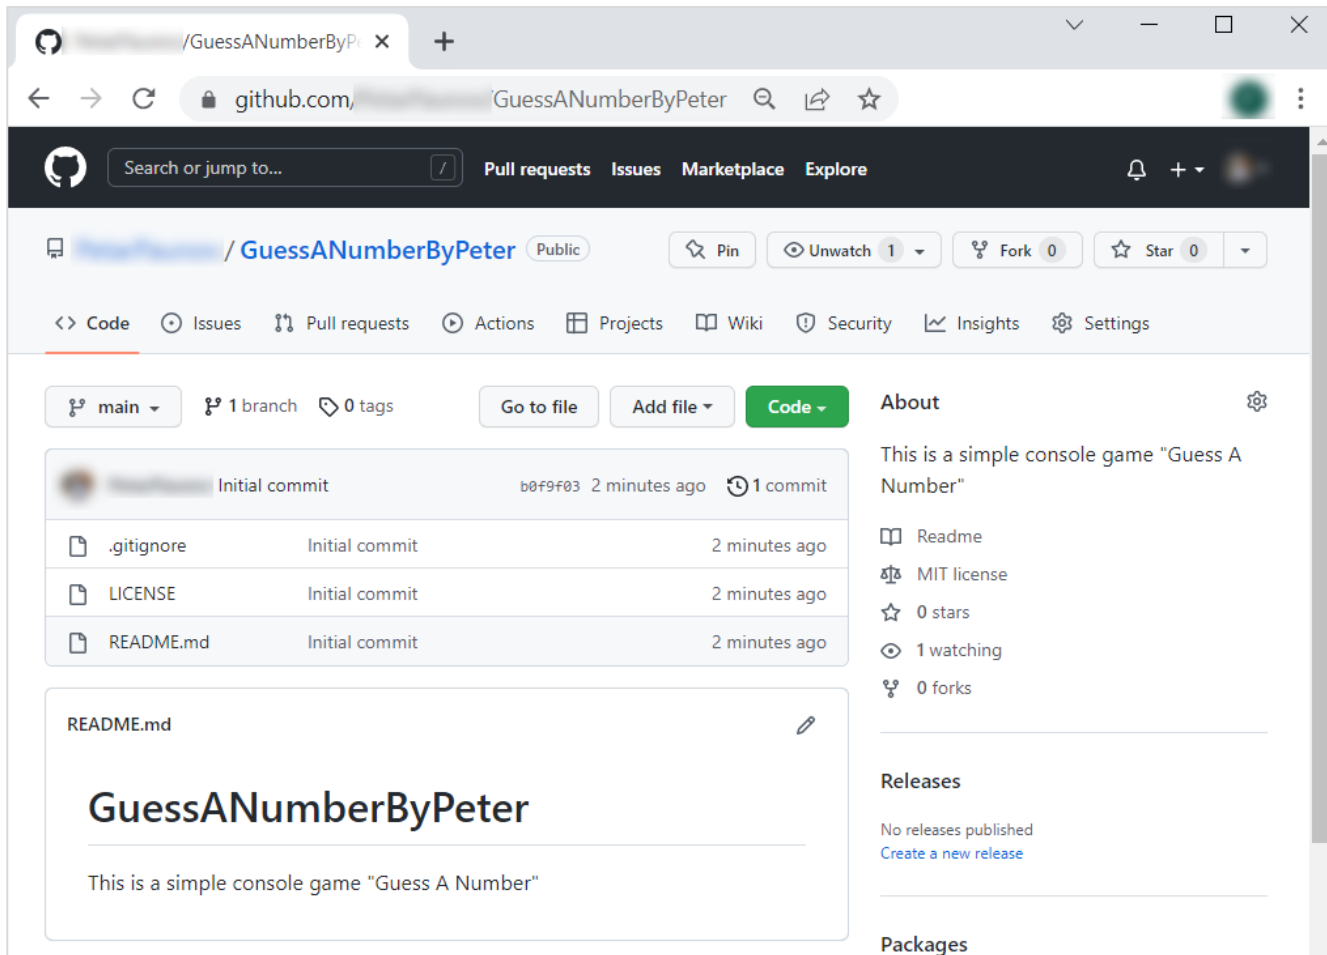 /GuessANumberByP
github.com/ /GuessANumberByPeter
Search or jump to... / Pull requests Issues Marketplace Explore
/ GuessANumberByPeter Public Pin Unwatch 1 Fork 0 Star 0
<> Code Issues Pull requests Actions Projects Wiki Security Insights Settings
main 1 branch 0 tags Go to file Add file Code
Initial commit b0f9f03 2 minutes ago 1 commit
.gitignore Initial commit 2 minutes ago
LICENSE Initial commit 2 minutes ago
README.md Initial commit 2 minutes ago
README.md
GuessANumberByPeter
This is a simple console game "Guess A Number"
About
This is a simple console game "Guess A
Number"
Readme
MIT license
0 stars
1 watching
0 forks
Releases
No releases published
Create a new release
Packages